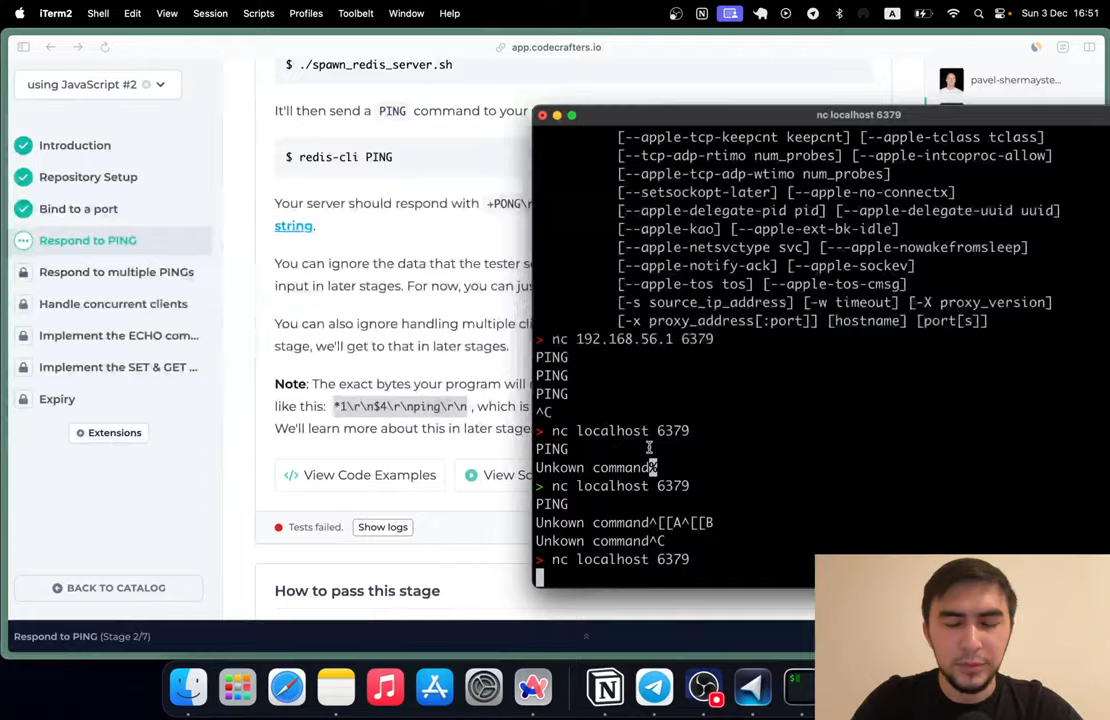 iTerm2 Shell Edit View Session Scripts Profiles Toolbelt Window Help A Sun 3 Dec 16:51
app.codecrafters.io
using JavaScript #2
Introduction
Repository Setup
Bind to a port
Respond to PING
Respond to multiple PINGs
Handle concurrent clients
Implement the ECHO com...
Implement the SET & GET ...
Expiry
Extensions
BACK TO CATALOG
Respond to PING (Stage 2/7)
$ ./spawn_redis_server.sh
It'll then send a PING command to your
$ redis-cli PING
Your server should respond with +PONG\r
string.
You can ignore the data that the tester s
input in later stages. For now, you can jus
You can also ignore handling multiple cli
stage, we'll get to that in later stages.
Note: The exact bytes your program will
like this: *1\r\n$4\r\nping\r\n , which is
We'll learn more about this in later stage
View Code Examples
View Sc
Tests failed. Show logs
How to pass this stage
pavel-shermayste...
nc localhost 6379
[--apple-tcp-keepcnt keepcnt] [--apple-tclass tclass]
[--tcp-adp-rtimo num_probes] [--apple-intcoproc-allow]
[--apple-tcp-adp-wtimo num_probes]
[--setsockopt-later] [--apple-no-connectx]
[--apple-delegate-pid pid] [--apple-delegate-uuid uuid]
[--apple-kao] [--apple-ext-bk-idle]
[--apple-netsvctype svc] [---apple-nowakefromsleep]
[--apple-notify-ack] [--apple-sockev]
[--apple-tos tos] [--apple-tos-cmsg]
[-s source_ip_address] [-w timeout] [-X proxy_version]
[-x proxy_address[:port]] [hostname] [port[s]]
> nc 192.168.56.1 6379
PING
PING
PING
^C
> nc localhost 6379
PING
Unkown command%
> nc localhost 6379
PING
Unkown command^[[A^[[B
Unkown command^C
> nc localhost 6379